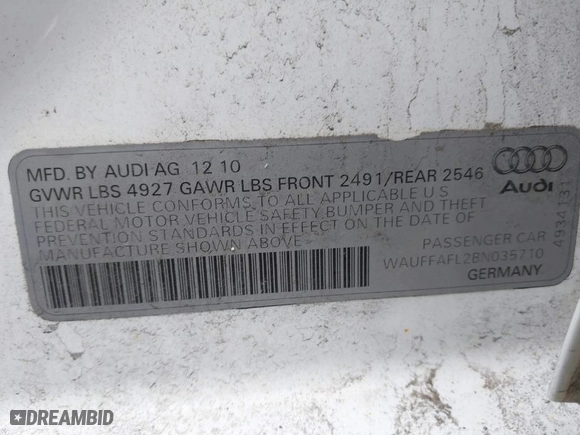 MFD. BY AUDI AG 12 10
GVWR LBS 4927 GAWR LBS FRONT 2491/REAR 2546
THIS VEHICLE CONFORMS TO ALL APPLICABLE U S
FEDERAL MOTOR VEHICLE SAFETY BUMPER AND THEFT
PREVENTION STANDARDS IN EFFECT ON THE DATE OF
MANUFACTURE SHOWN ABOVE
PASSENGER CAR
WAUFFAFL2BN035710
GERMANY
Audi
4934131
DREAMBID